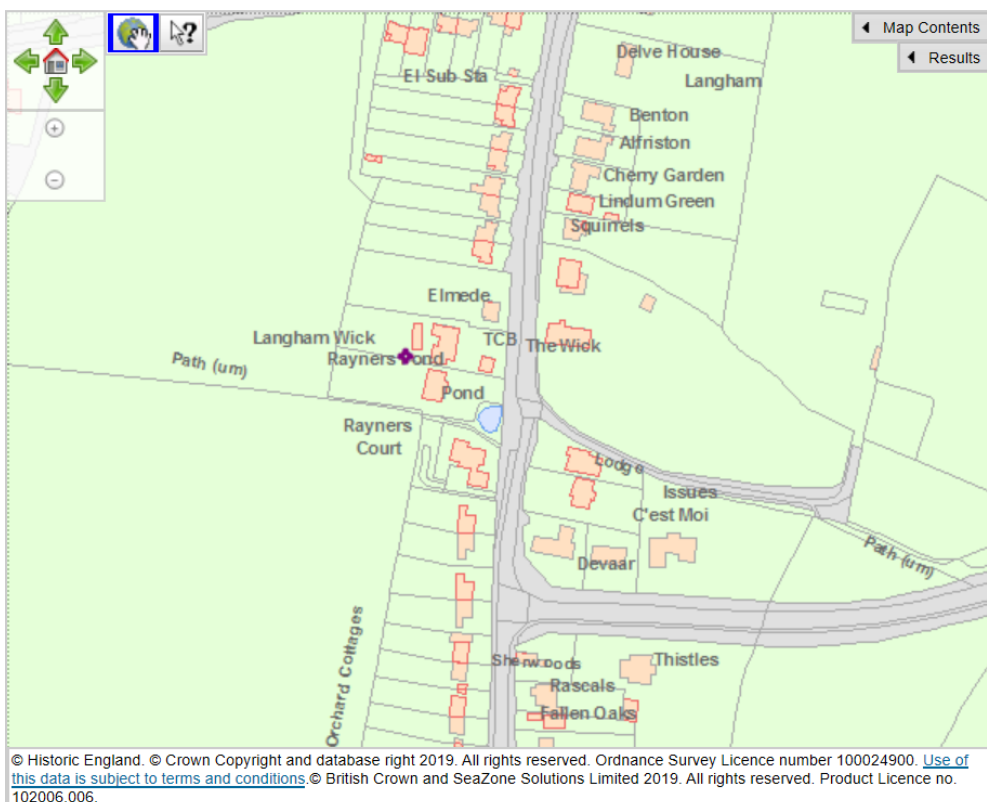 Map Contents
Results
Delve House
El Sub Sta
Langham
Benton
Alfriston
Cherry Garden
Lindum Green
Squirrels
Elmede
Langham Wick
TCB
The Wick
Rayners Pond
Path (um)
Pond
Rayners
Court
Lodge
Issues
C'est Moi
Path (um)
Devaar
Orchard Cottages
Sherwoods
Thistles
Rascals
Fallen Oaks
© Historic England. © Crown Copyright and database right 2019. All rights reserved. Ordnance Survey Licence number 100024900. Use of
this data is subject to terms and conditions.© British Crown and SeaZone Solutions Limited 2019. All rights reserved. Product Licence no.
102006.006.